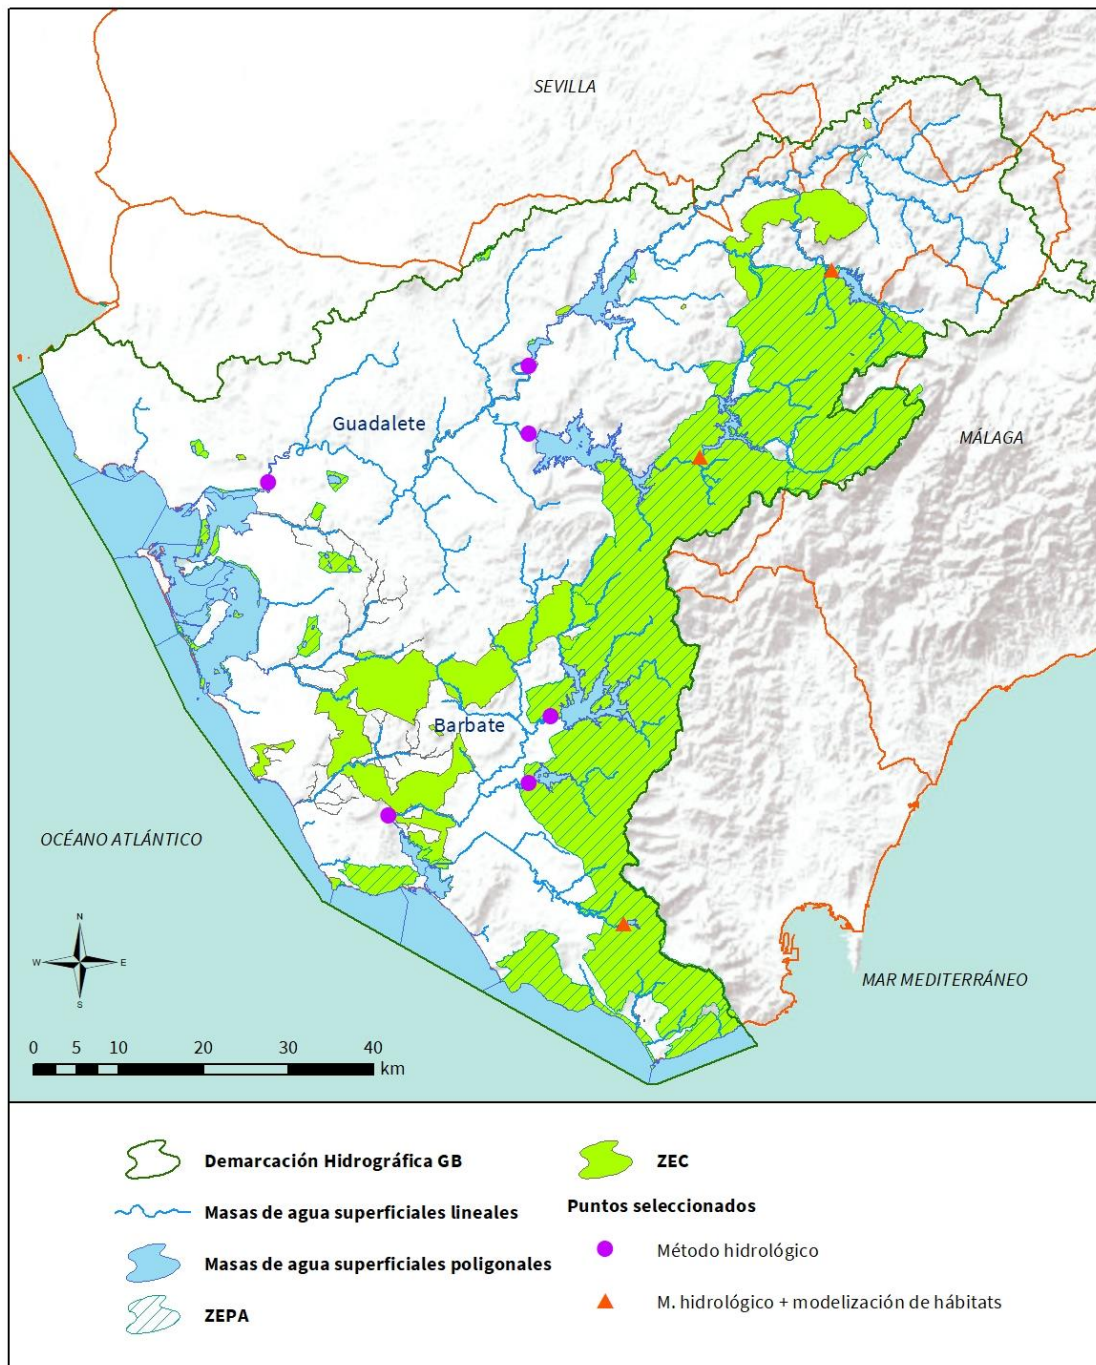 SEVILLA
Guadalete
MÁLAGA
Barbate
OCÉANO ATLÁNTICO
N
W E
S
MAR MEDITERRÁNEO
0 5 10 20 30 40
km
Demarcación Hidrográfica GB
ZEC
Masas de agua superficiales lineales
Puntos seleccionados
Masas de agua superficiales poligonales
Método hidrológico
ZEPA
M. hidrológico + modelización de hábitats